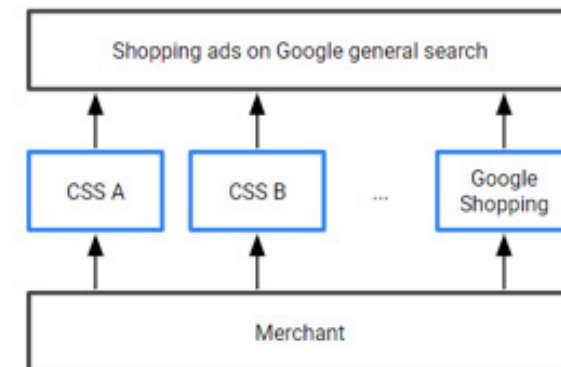 Shopping ads on Google general search
CSS A
CSS B
...
Google
Shopping
Merchant